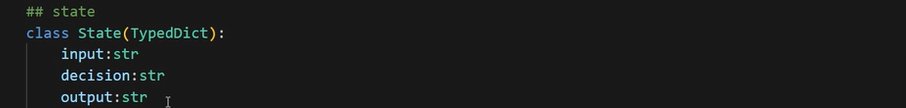 ## state
class State(TypedDict):
    input:str
    decision:str
    output:str